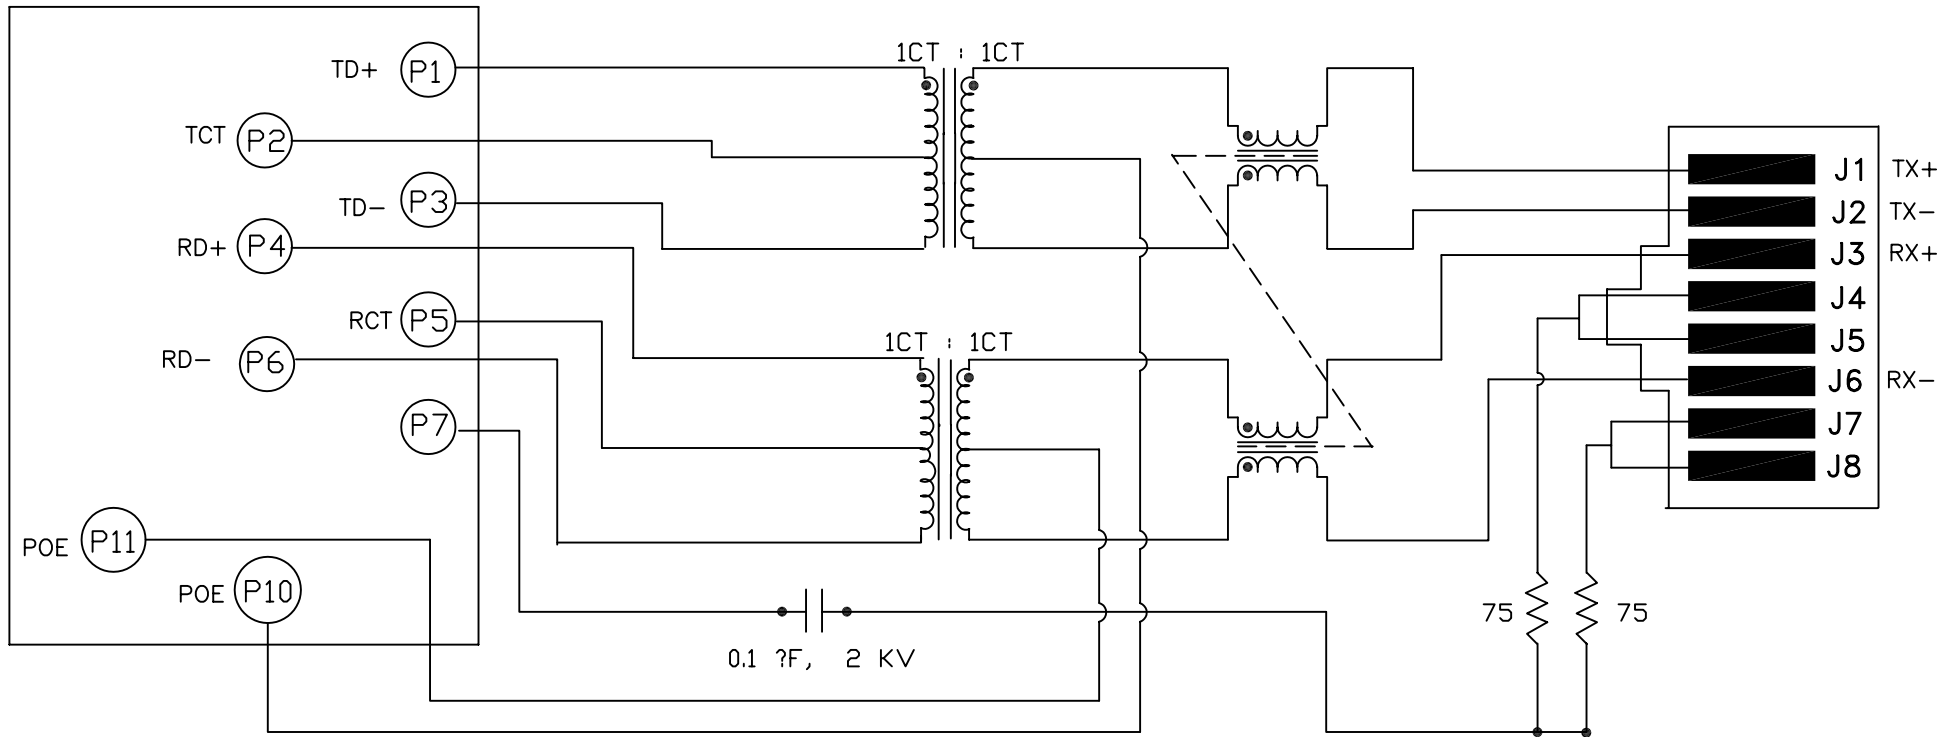 1CT : 1CT
TD+ P1
TCT P2
TD- P3
RD+ P4
RCT P5
RD- P6
P7
POE P11
POE P10
1CT : 1CT
0.1 ?F, 2 KV
75
75
J1 TX+
J2 TX-
J3 RX+
J4
J5
J6 RX-
J7
J8